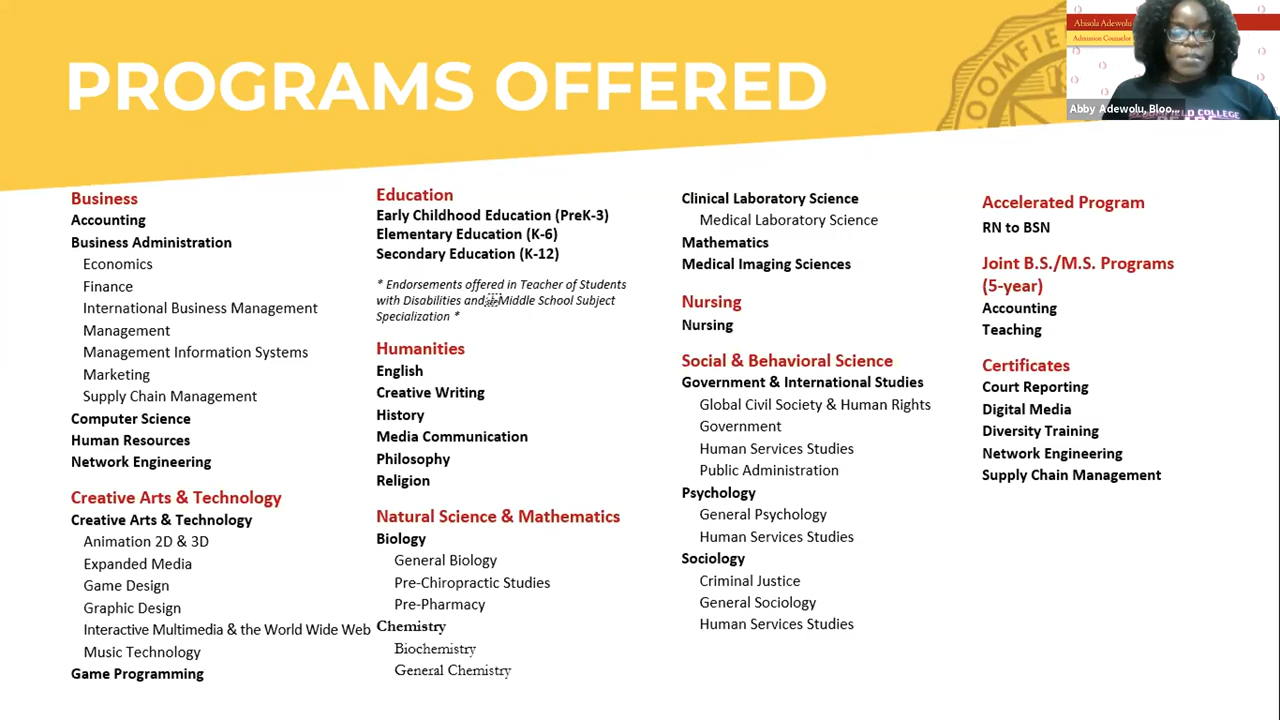 PROGRAMS OFFERED
Abisola Adewolu
Admission Counselor
Abby Adewolu, Bloo...
Business
Accounting
Business Administration
Economics
Finance
International Business Management
Management
Management Information Systems
Marketing
Supply Chain Management
Computer Science
Human Resources
Network Engineering
Creative Arts & Technology
Creative Arts & Technology
Animation 2D & 3D
Expanded Media
Game Design
Graphic Design
Interactive Multimedia & the World Wide Web
Music Technology
Game Programming
Education
Early Childhood Education (PreK-3)
Elementary Education (K-6)
Secondary Education (K-12)
* Endorsements offered in Teacher of Students
with Disabilities and Middle School Subject
Specialization *
Humanities
English
Creative Writing
History
Media Communication
Philosophy
Religion
Natural Science & Mathematics
Biology
General Biology
Pre-Chiropractic Studies
Pre-Pharmacy
Chemistry
Biochemistry
General Chemistry
Clinical Laboratory Science
Medical Laboratory Science
Mathematics
Medical Imaging Sciences
Nursing
Nursing
Social & Behavioral Science
Government & International Studies
Global Civil Society & Human Rights
Government
Human Services Studies
Public Administration
Psychology
General Psychology
Human Services Studies
Sociology
Criminal Justice
General Sociology
Human Services Studies
Accelerated Program
RN to BSN
Joint B.S./M.S. Programs
(5-year)
Accounting
Teaching
Certificates
Court Reporting
Digital Media
Diversity Training
Network Engineering
Supply Chain Management